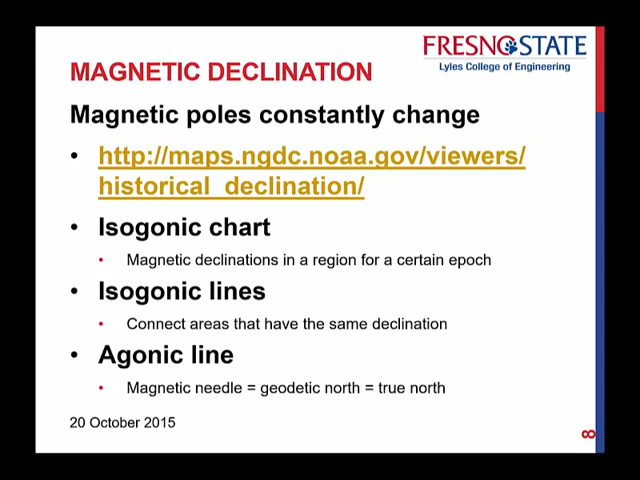 FRESNO STATE
Lyles College of Engineering
MAGNETIC DECLINATION
Magnetic poles constantly change
• http://maps.ngdc.noaa.gov/viewers/
historical_declination/
• Isogonic chart
• Magnetic declinations in a region for a certain epoch
• Isogonic lines
• Connect areas that have the same declination
• Agonic line
• Magnetic needle = geodetic north = true north
20 October 2015
8